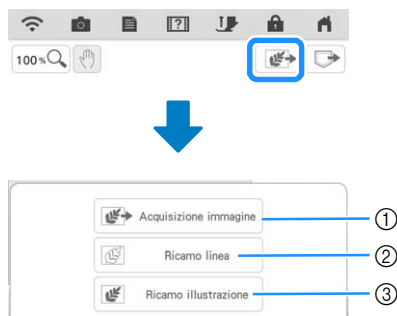 100 %
Acquisizione immagine ①
Ricamo linea ②
Ricamo illustrazione ③